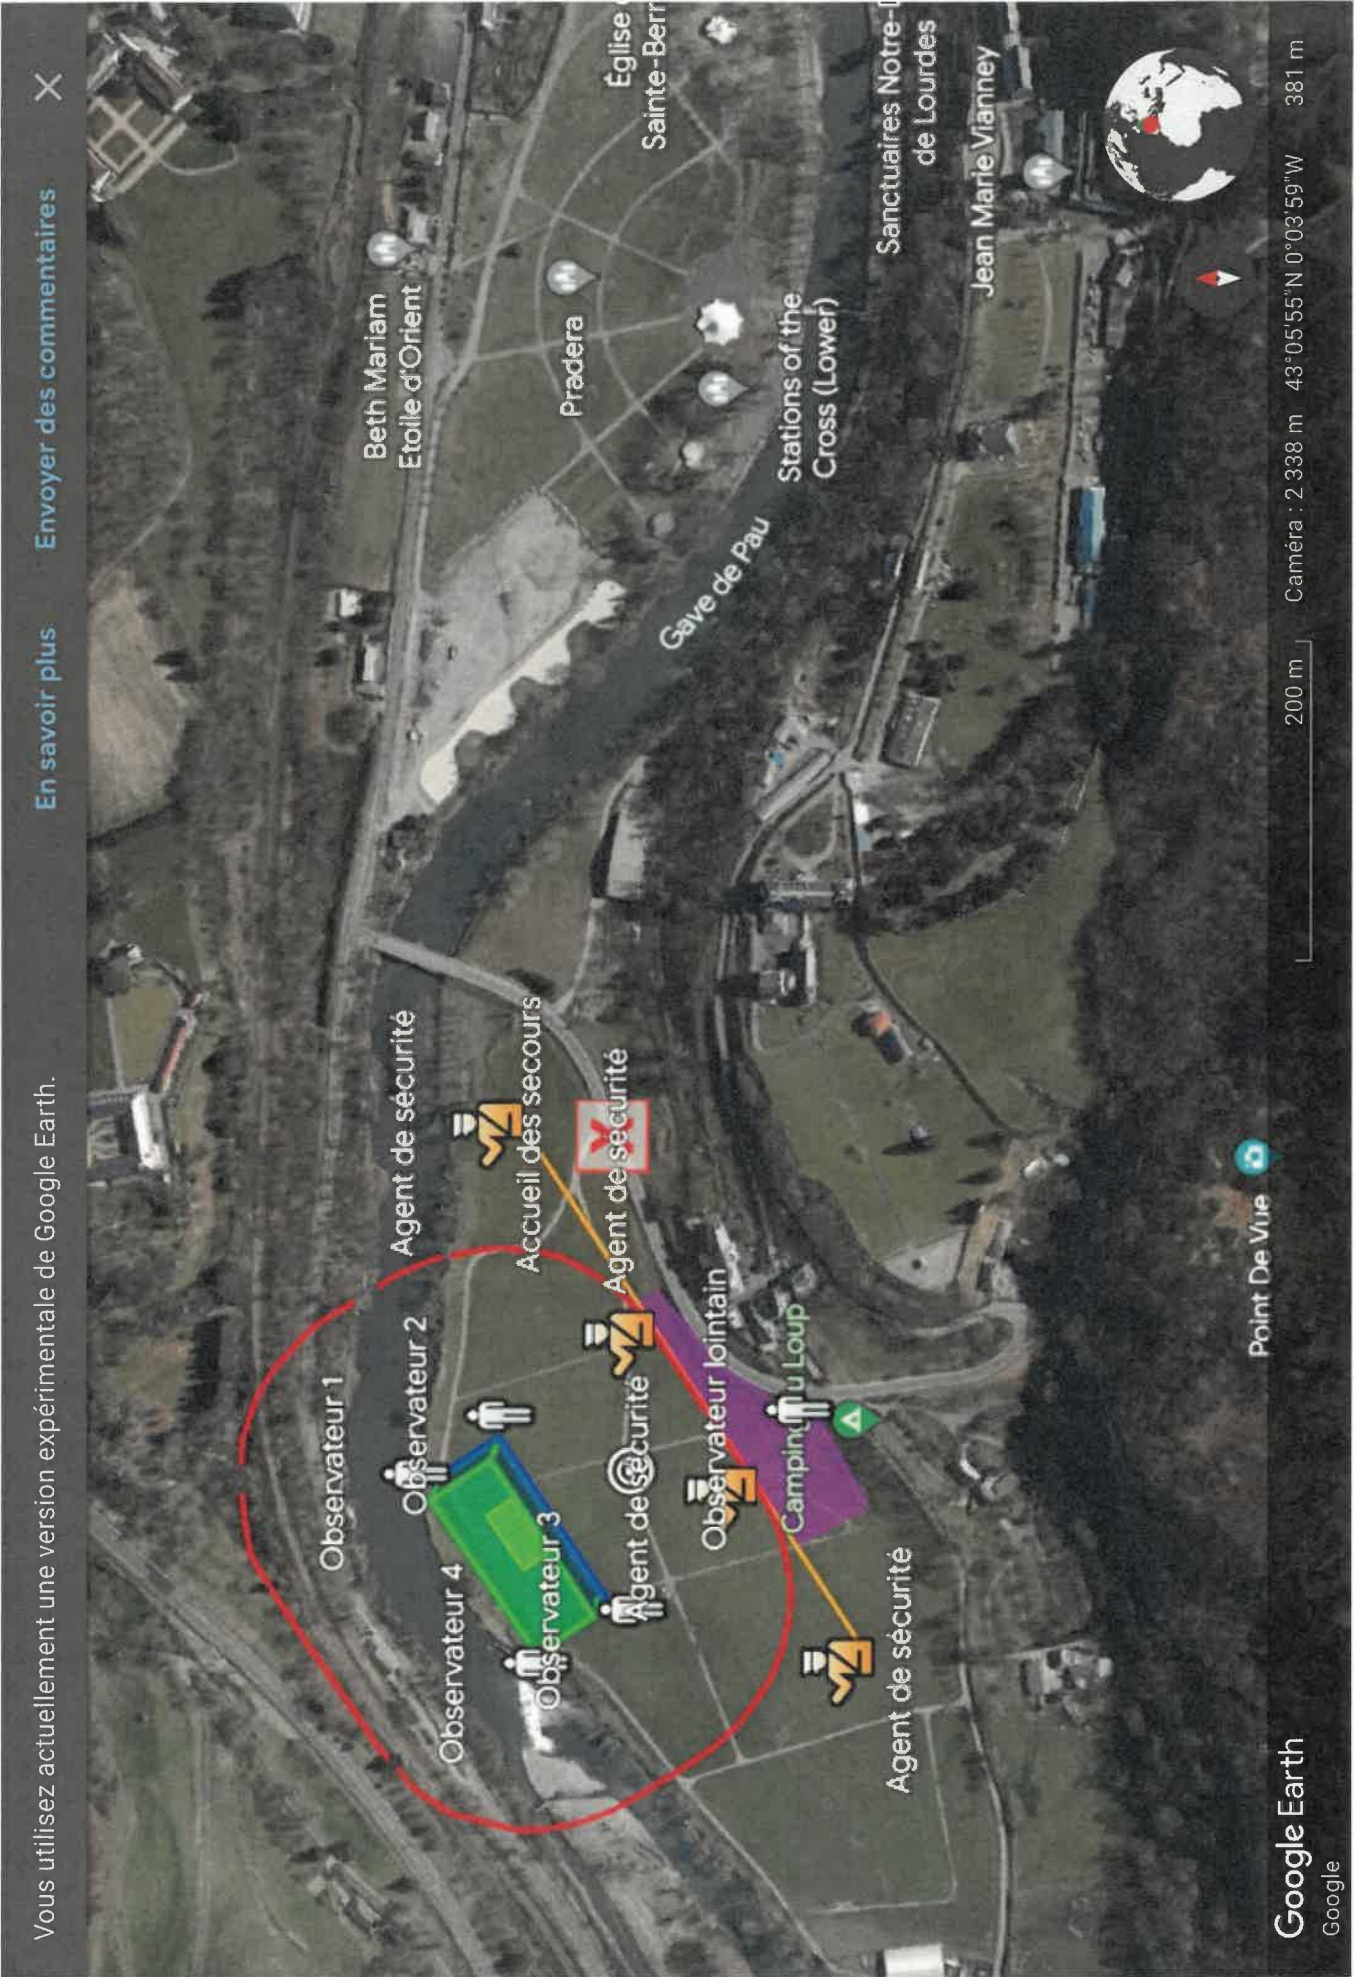 Vous utilisez actuellement une version expérimentale de Google Earth.
En savoir plus
Envoyer des commentaires
Église
Sainte-Bern
Beth Mariam
Etoile d'Orient
Pradera
Stations of the
Cross (Lower)
Sanctuaires Notre-
de Lourdes
Jean Marie Vianney
Gave de Pau
Agent de sécurité
Accueil des secours
Agent de sécurité
Observateur 1
Observateur 2
Observateur 4
Observateur 3
Agent de sécurité
Observateur lointain
Camping u Loup
Agent de sécurité
Point De Vue
Google Earth
Google
200 m
Caméra : 2 338 m
43°05'55"N 0°03'59"W
381 m